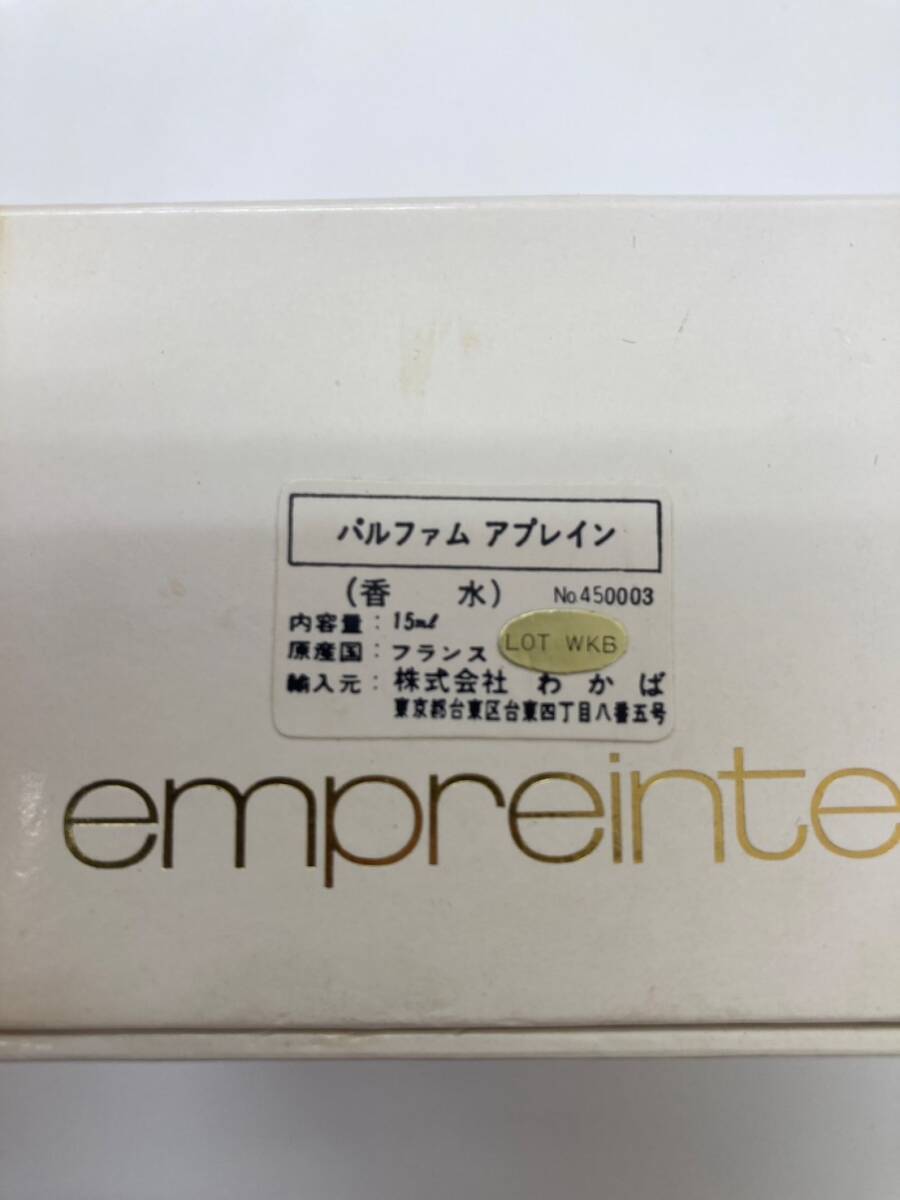 パルファム アプレイン
(香 水) No.450003
内容量: 15ml
原産国: フランス
LOT WKB
輸入元: 株式会社 わかば
東京都台東区台東四丁目八番五号
empreinte